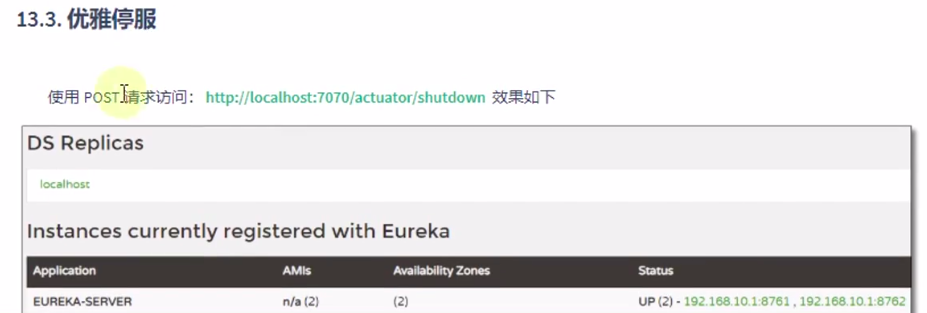 13.3. 优雅停服
使用 POST 请求访问： http://localhost:7070/actuator/shutdown 效果如下
DS Replicas
localhost
Instances currently registered with Eureka
Application AMIs Availability Zones Status
EUREKA-SERVER n/a (2) (2) UP (2) - 192.168.10.1:8761 , 192.168.10.1:8762